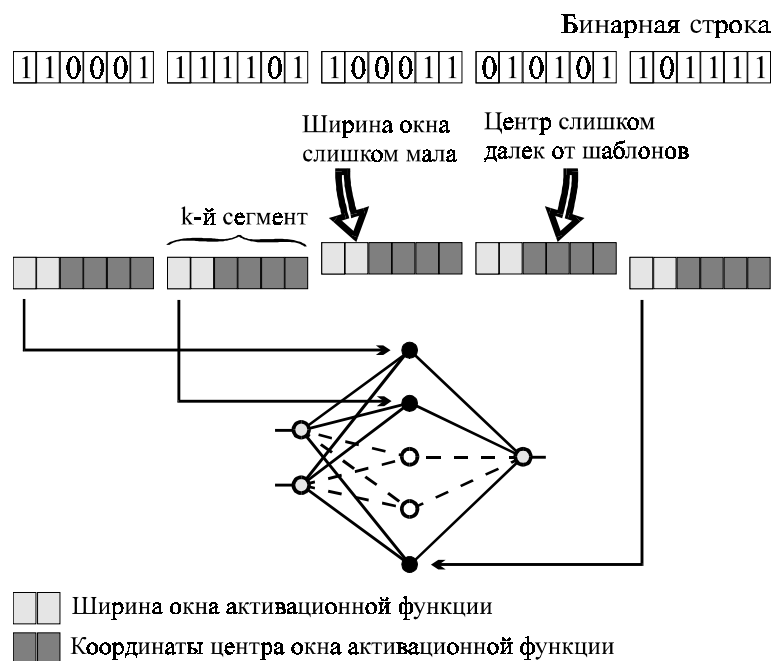 Бинарная строка
110001 111101 100011 010101 101111
Ширина окна
слишком мала
Центр слишком
далек от шаблонов
k-й сегмент
Ширина окна активационной функции
Координаты центра окна активационной функции